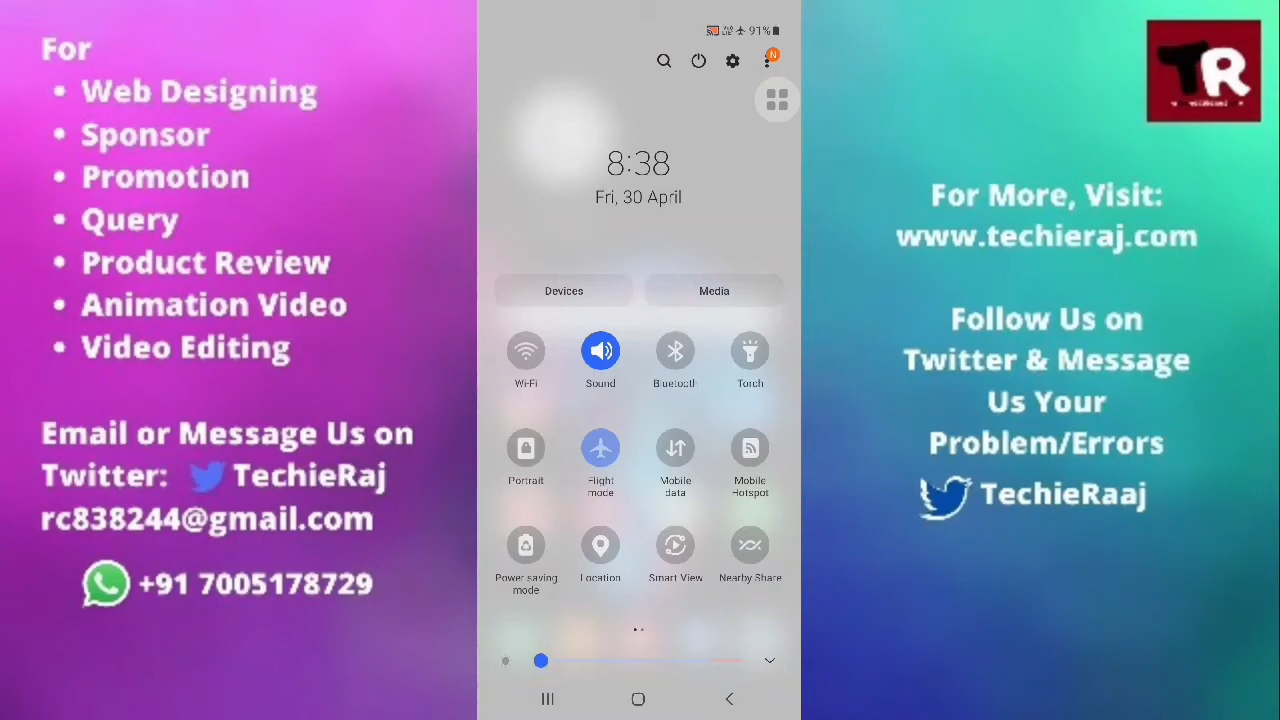 For
• Web Designing
• Sponsor
• Promotion
• Query
• Product Review
• Animation Video
• Video Editing
Email or Message Us on
Twitter: TechieRaj
rc838244@gmail.com
+91 7005178729
91%
N
8:38
Fri, 30 April
Devices Media
Wi-Fi Sound Bluetooth Torch
Portrait Flight mode Mobile data Mobile Hotspot
Power saving mode Location Smart View Nearby Share
TR
For More, Visit:
www.techieraj.com
Follow Us on
Twitter & Message
Us Your
Problem/Errors
TechieRaaj